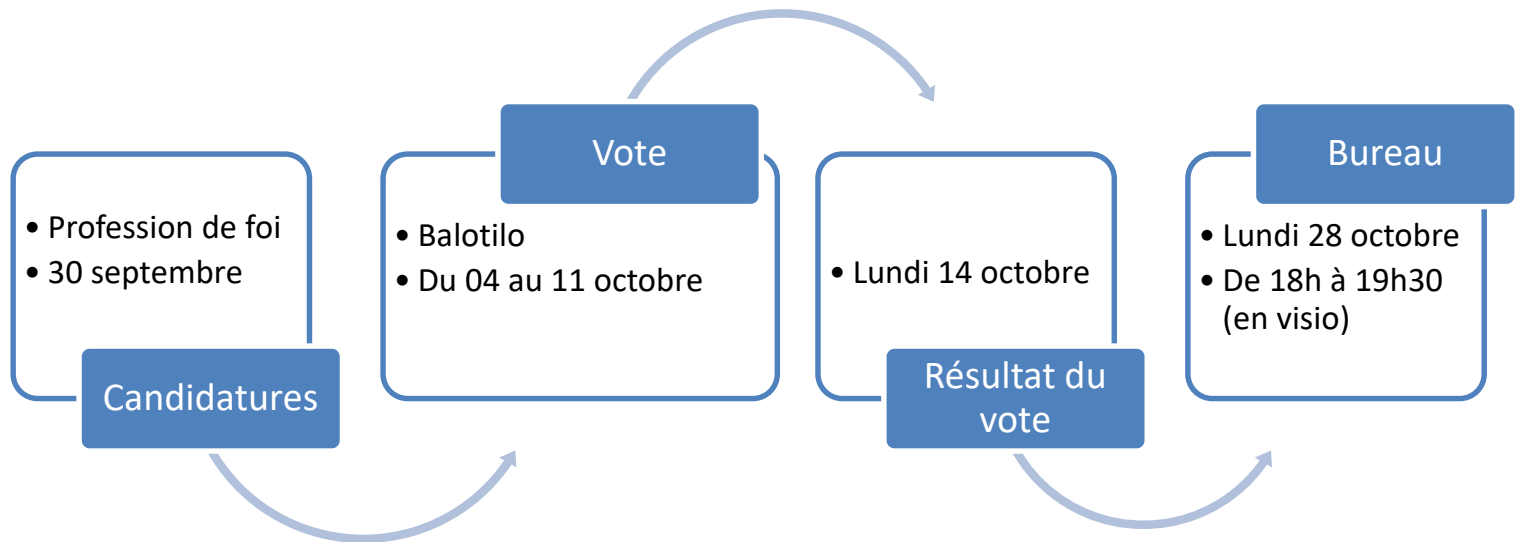 • Profession de foi
• 30 septembre
Candidatures
Vote
• Balotilo
• Du 04 au 11 octobre
• Lundi 14 octobre
Résultat du
vote
Bureau
• Lundi 28 octobre
• De 18h à 19h30
(en visio)